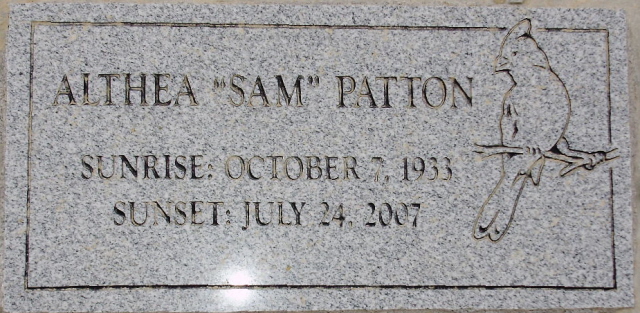 ALTHEA "SAM" PATTON
SUNRISE: OCTOBER 7, 1933
SUNSET: JULY 24, 2007